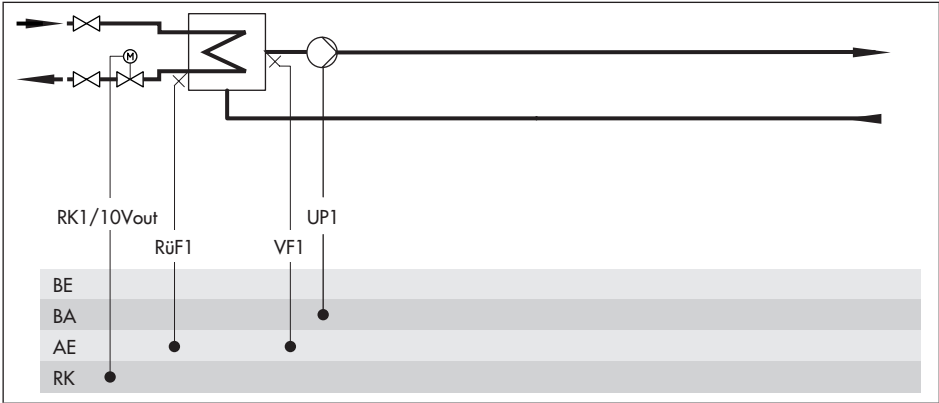 M
RK1/10Vout
UP1
RüF1
VF1
BE
BA
AE
RK